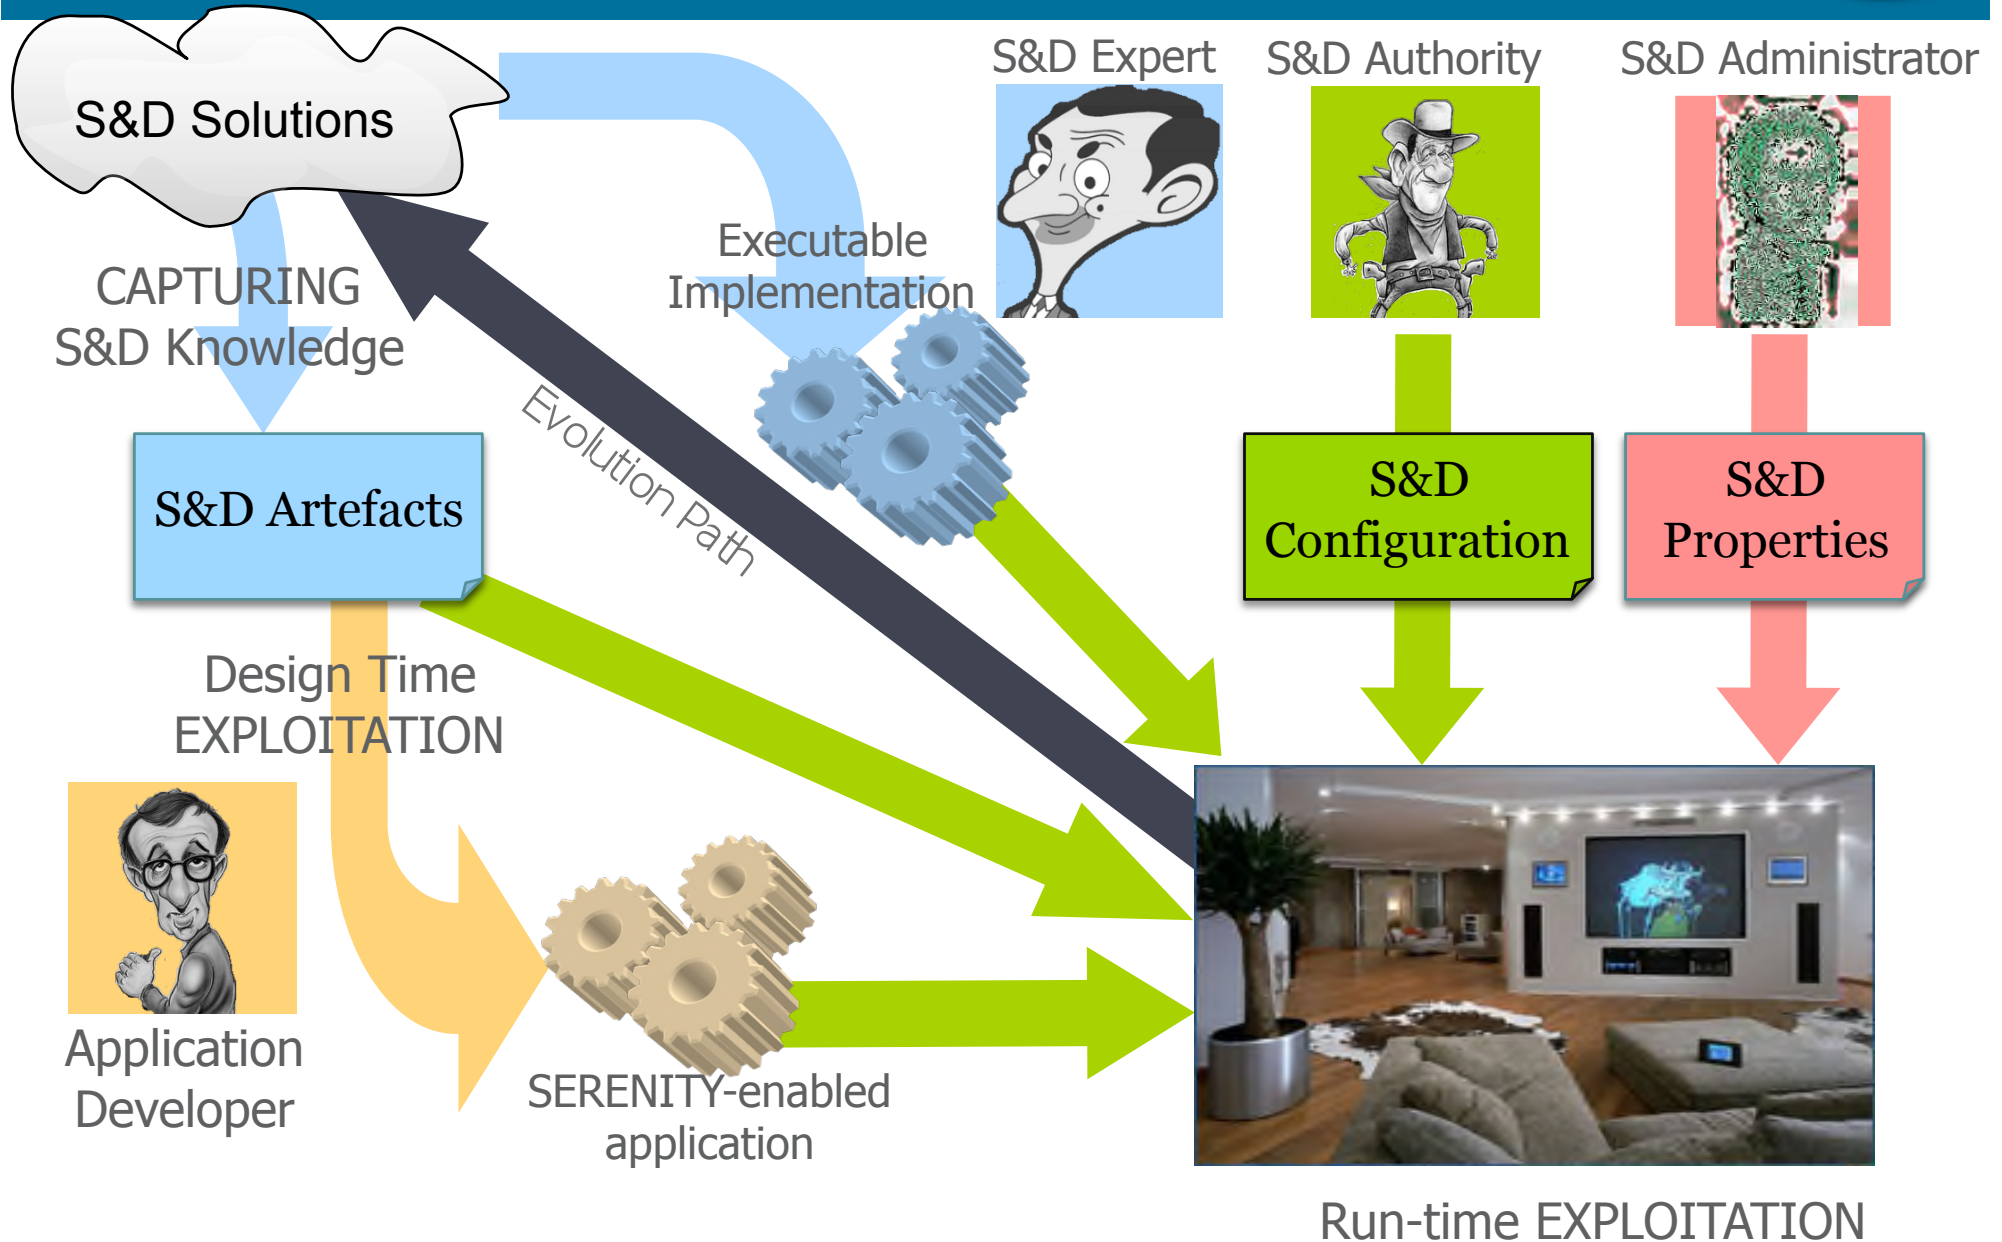 S&D Solutions
S&D Expert
S&D Authority
S&D Administrator
Executable
Implementation
CAPTURING
S&D Knowledge
Evolution Path
S&D Artefacts
S&D
Configuration
S&D
Properties
Design Time
EXPLOITATION
Application
Developer
SERENITY-enabled
application
Run-time EXPLOITATION